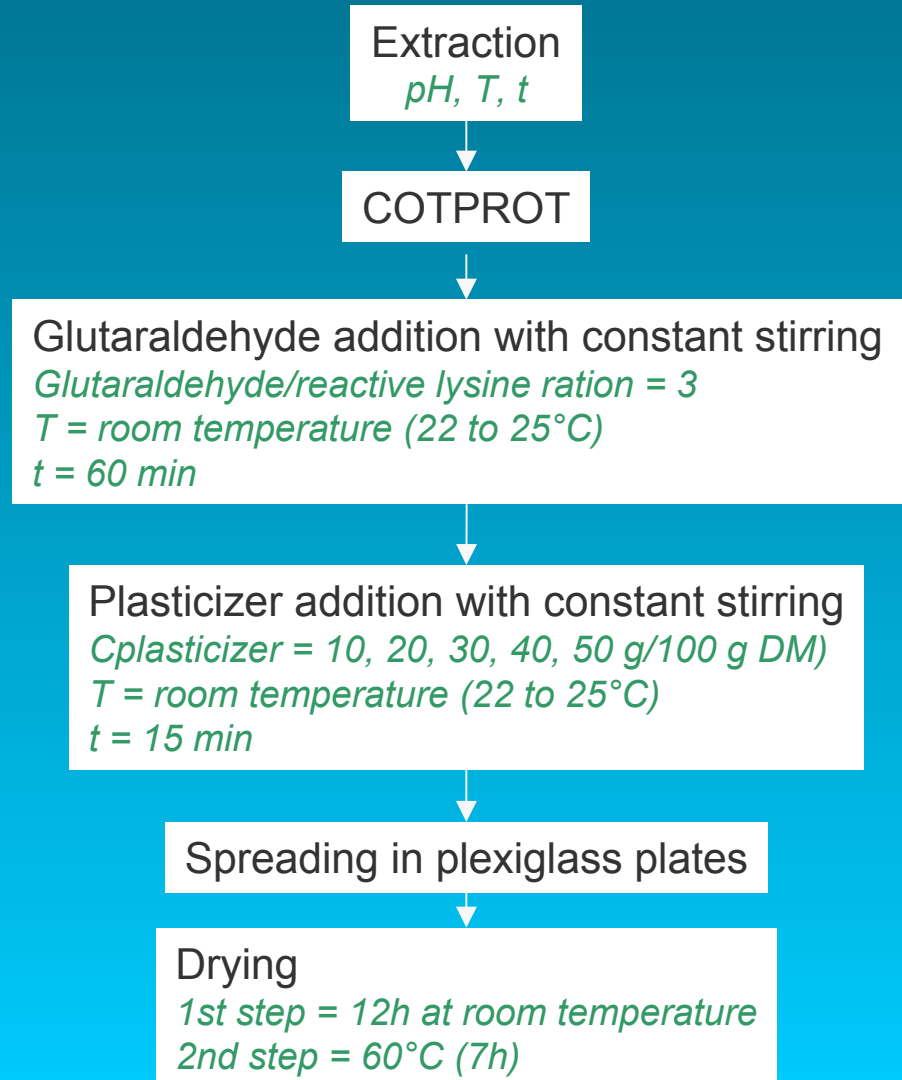 Extraction
pH, T, t
COTPROT
Glutaraldehyde addition with constant stirring
Glutaraldehyde/reactive lysine ration = 3
T = room temperature (22 to 25°C)
t = 60 min
Plasticizer addition with constant stirring
Cplasticizer = 10, 20, 30, 40, 50 g/100 g DM)
T = room temperature (22 to 25°C)
t = 15 min
Spreading in plexiglass plates
Drying
1st step = 12h at room temperature
2nd step = 60°C (7h)